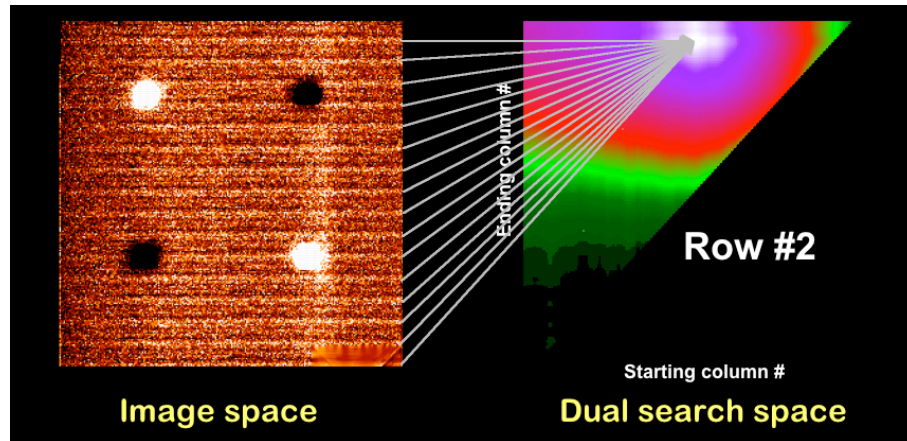 Ending column #
Row #2
Starting column #
Image space
Dual search space